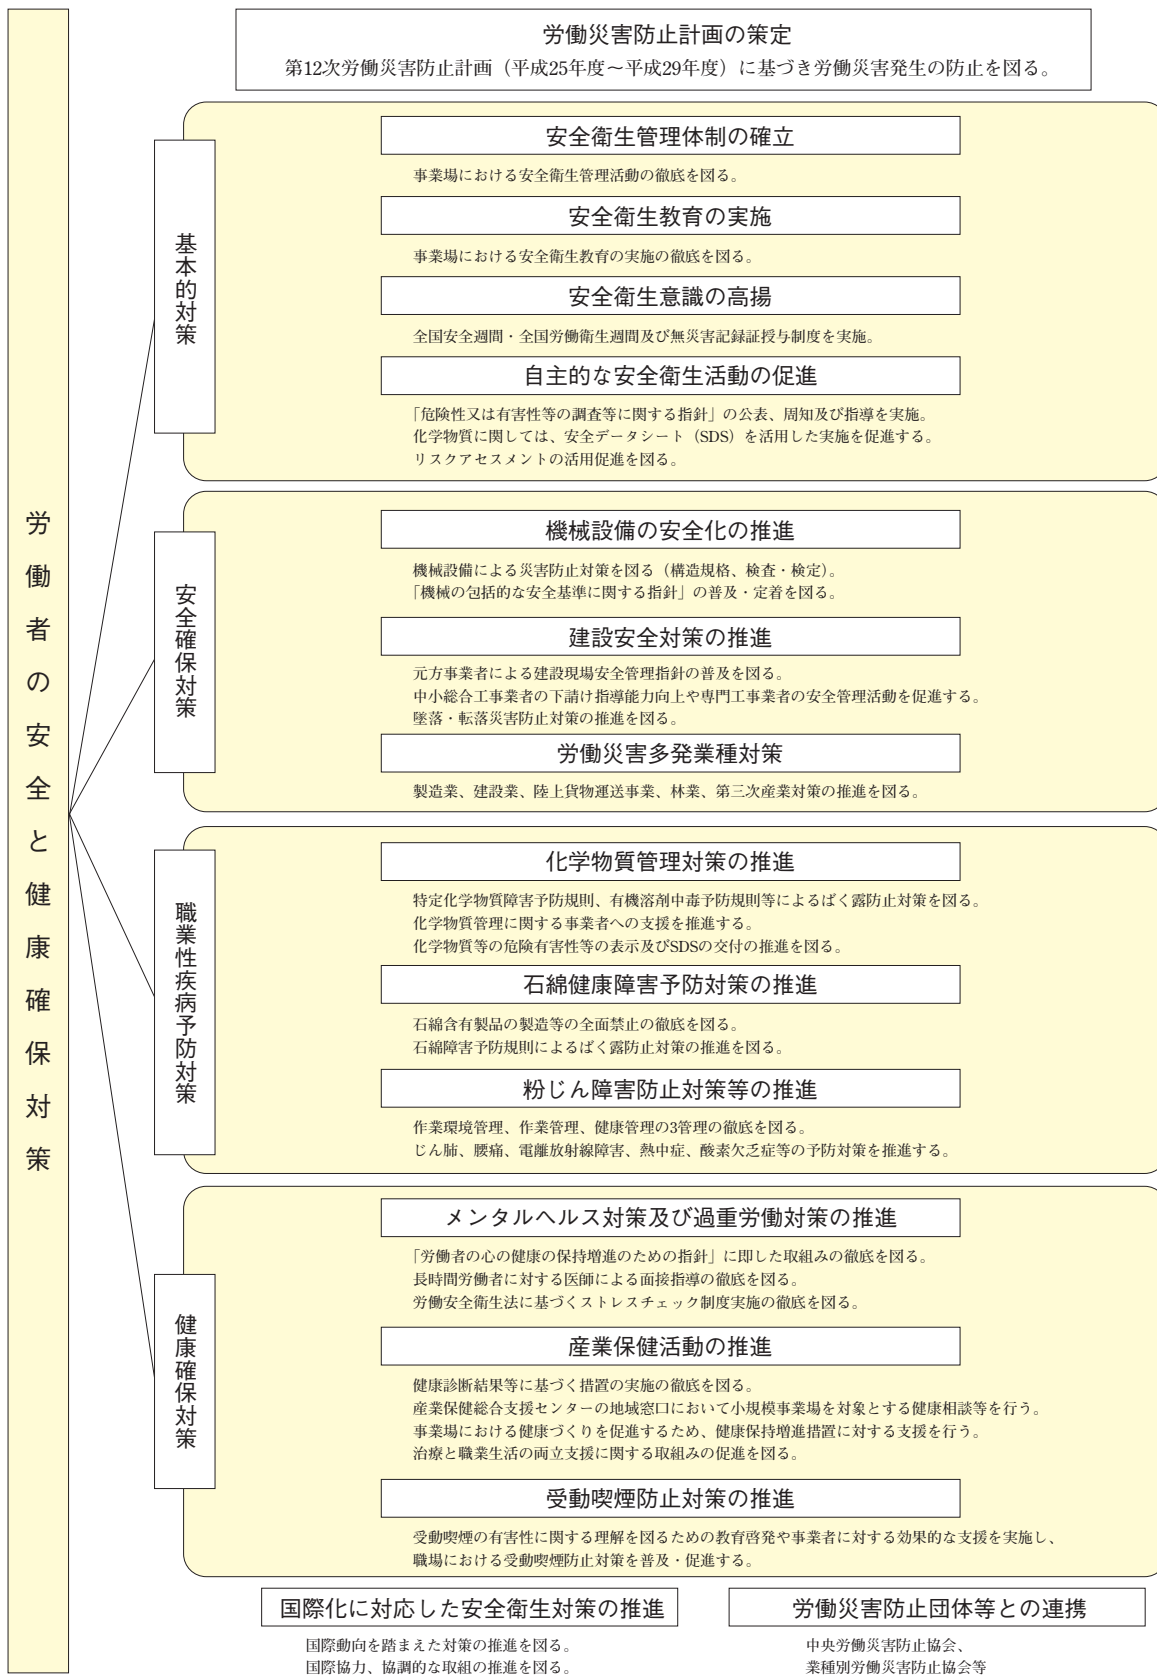 労働者の安全と健康確保対策
労働災害防止計画の策定
第12次労働災害防止計画（平成25年度～平成29年度）に基づき労働災害発生の防止を図る。
基本的対策
安全衛生管理体制の確立
事業場における安全衛生管理活動の徹底を図る。
安全衛生教育の実施
事業場における安全衛生教育の実施の徹底を図る。
安全衛生意識の高揚
全国安全週間・全国労働衛生週間及び無災害記録証授与制度を実施。
自主的な安全衛生活動の促進
「危険性又は有害性等の調査等に関する指針」の公表、周知及び指導を実施。
化学物質に関しては、安全データシート（SDS）を活用した実施を促進する。
リスクアセスメントの活用促進を図る。
安全確保対策
機械設備の安全化の推進
機械設備による災害防止対策を図る（構造規格、検査・検定）。
「機械の包括的な安全基準に関する指針」の普及・定着を図る。
建設安全対策の推進
元方事業者による建設現場安全管理指針の普及を図る。
中小総合工事業者の下請け指導能力向上や専門工事業者の安全管理活動を促進する。
墜落・転落災害防止対策の推進を図る。
労働災害多発業種対策
製造業、建設業、陸上貨物運送事業、林業、第三次産業対策の推進を図る。
職業性疾病予防対策
化学物質管理対策の推進
特定化学物質障害予防規則、有機溶剤中毒予防規則等によるばく露防止対策を図る。
化学物質管理に関する事業者への支援を推進する。
化学物質等の危険有害性等の表示及びSDSの交付の推進を図る。
石綿健康障害予防対策の推進
石綿含有製品の製造等の全面禁止の徹底を図る。
石綿障害予防規則によるばく露防止対策の推進を図る。
粉じん障害防止対策等の推進
作業環境管理、作業管理、健康管理の3管理の徹底を図る。
じん肺、腰痛、電離放射線障害、熱中症、酸素欠乏症等の予防対策を推進する。
健康確保対策
メンタルヘルス対策及び過重労働対策の推進
「労働者の心の健康の保持増進のための指針」に即した取組みの徹底を図る。
長時間労働者に対する医師による面接指導の徹底を図る。
労働安全衛生法に基づくストレスチェック制度実施の徹底を図る。
産業保健活動の推進
健康診断結果等に基づく措置の実施の徹底を図る。
産業保健総合支援センターの地域窓口において小規模事業場を対象とする健康相談等を行う。
事業場における健康づくりを促進するため、健康保持増進措置に対する支援を行う。
治療と職業生活の両立支援に関する取組みの促進を図る。
受動喫煙防止対策の推進
受動喫煙の有害性に関する理解を図るための教育啓発や事業者に対する効果的な支援を実施し、
職場における受動喫煙防止対策を普及・促進する。
国際化に対応した安全衛生対策の推進
国際動向を踏まえた対策の推進を図る。
国際協力、協調的な取組の推進を図る。
労働災害防止団体等との連携
中央労働災害防止協会、
業種別労働災害防止協会等